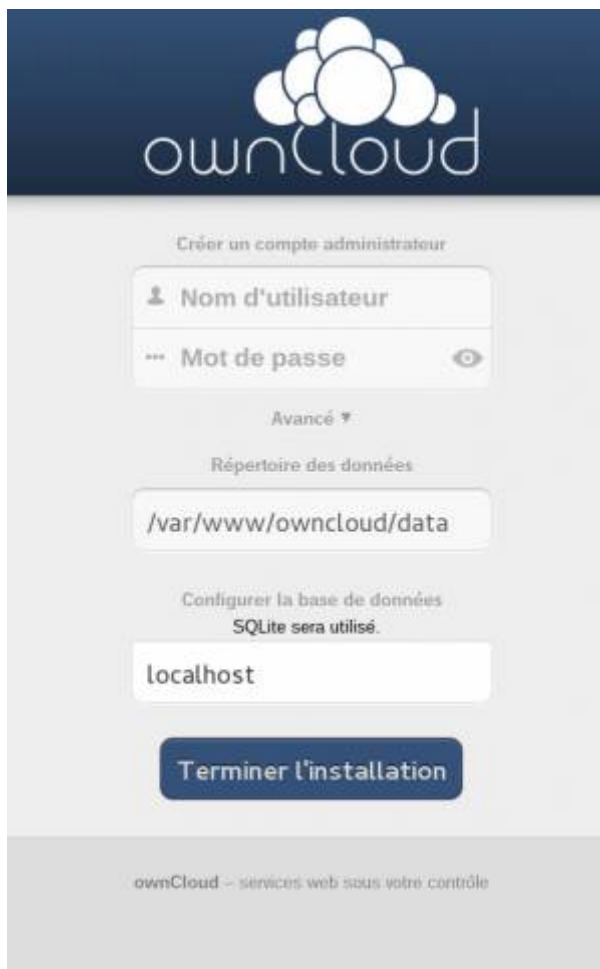 ownCloud
Créer un compte administrateur
Nom d'utilisateur
Mot de passe
Avancé ▼
Répertoire des données
/var/www/owncloud/data
Configurer la base de données
SQLite sera utilisé.
localhost
Terminer l'installation
ownCloud – services web sous votre contrôle